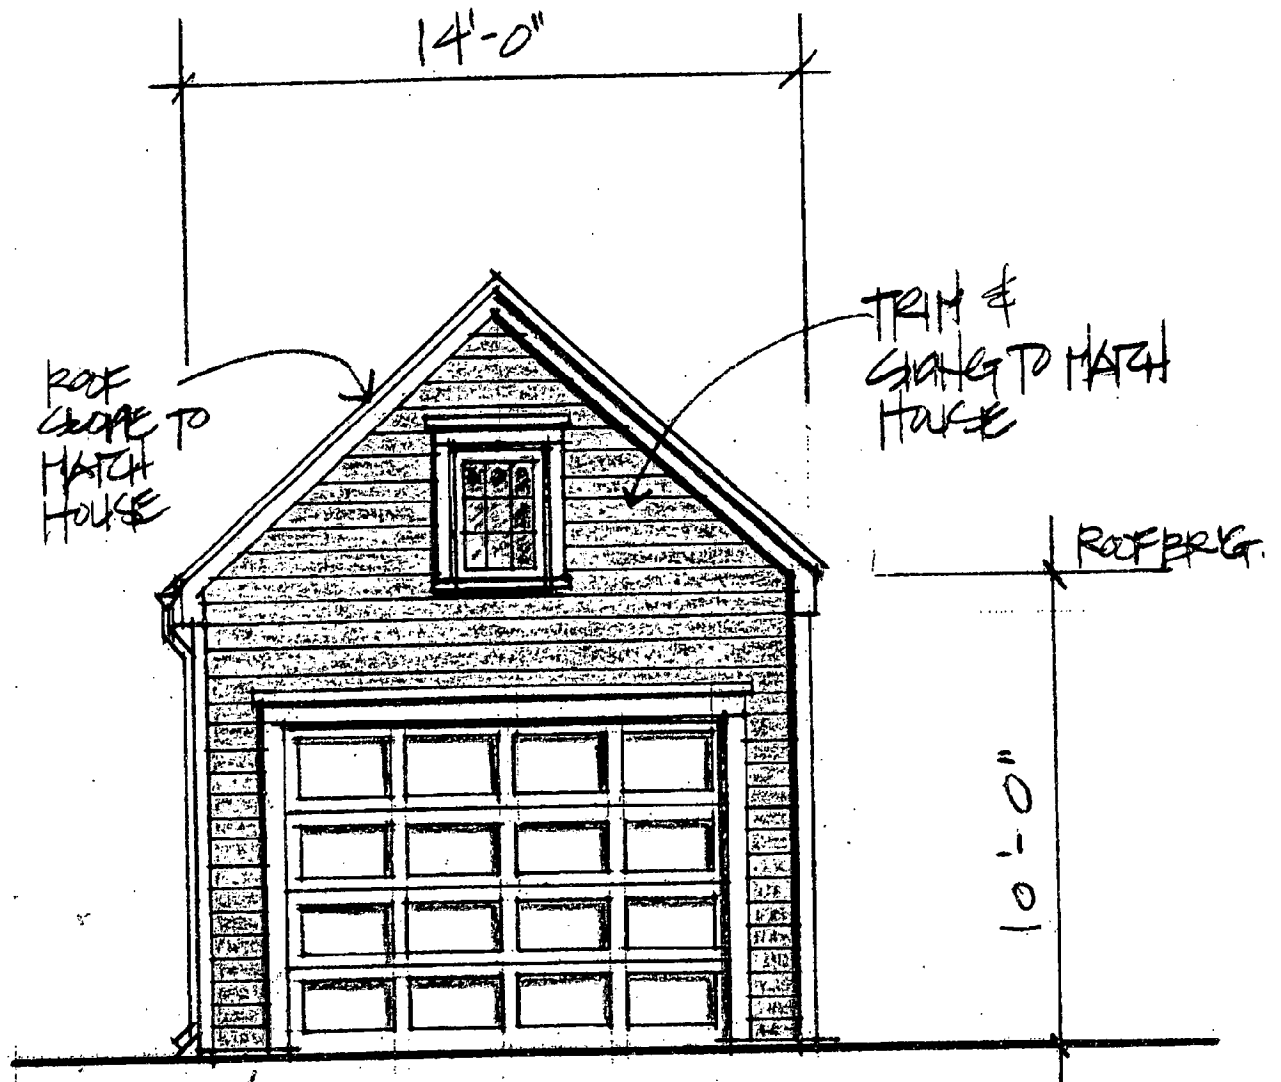 14'-0"
TRIM &
SIDING TO MATCH
HOUSE
ROOF
SLOPE TO
MATCH
HOUSE
ROOF BRG.
10'-0"